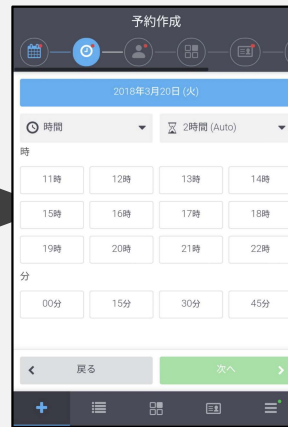 予約作成
2018年3月20日 (火)
時間 2時間 (Auto)
時
11時 12時 13時 14時
15時 16時 17時 18時
19時 20時 21時 22時
分
00分 15分 30分 45分
戻る 次へ